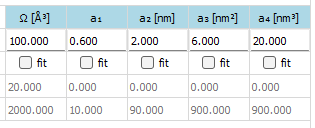 Ω [Å³] a₁ a₂ [nm] a₃ [nm²] a₄ [nm³]
100.000 0.600 2.000 6.000 20.000
fit fit fit fit fit
20.000 0.000 0.000 0.000 0.000
2000.000 10.000 90.000 900.000 900.000